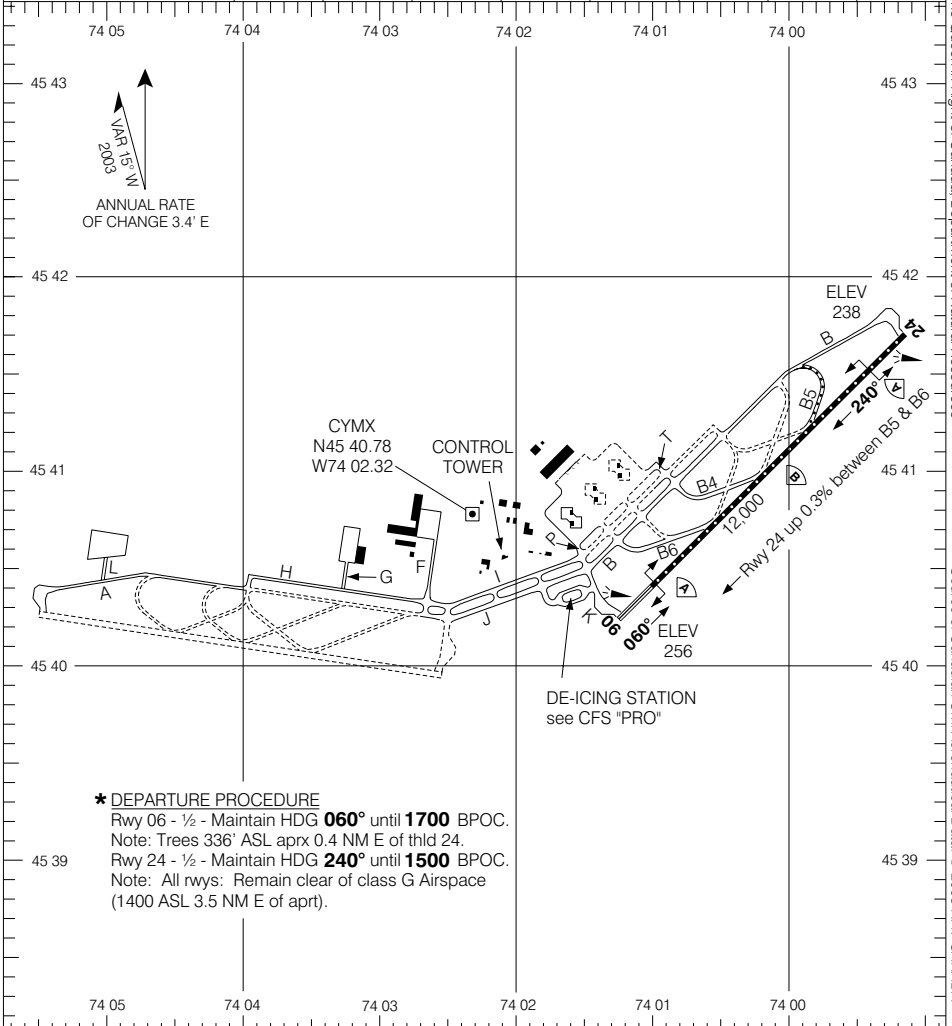 74 05
74 04
74 03
74 02
74 01
74 00
45 43
45 43
VAR 15° W
2003
ANNUAL RATE
OF CHANGE 3.4' E
45 42
45 42
ELEV
238
B
24
A
240°
B5
Rwy 24 up 0.3% between B5 & B6
CYMX
N45 40.78
W74 02.32
CONTROL
TOWER
T
45 41
45 41
B
B4
12,000
P
B6
B
A
L
A
H
G
F
I
J
K
06
060°
ELEV
256
45 40
45 40
DE-ICING STATION
see CFS "PRO"
* DEPARTURE PROCEDURE
Rwy 06 - ½ - Maintain HDG 060° until 1700 BPOC.
Note: Trees 336' ASL aprx 0.4 NM E of thld 24.
Rwy 24 - ½ - Maintain HDG 240° until 1500 BPOC.
Note: All rwys: Remain clear of class G Airspace
(1400 ASL 3.5 NM E of aprt).
45 39
45 39
74 05
74 04
74 03
74 02
74 01
74 00